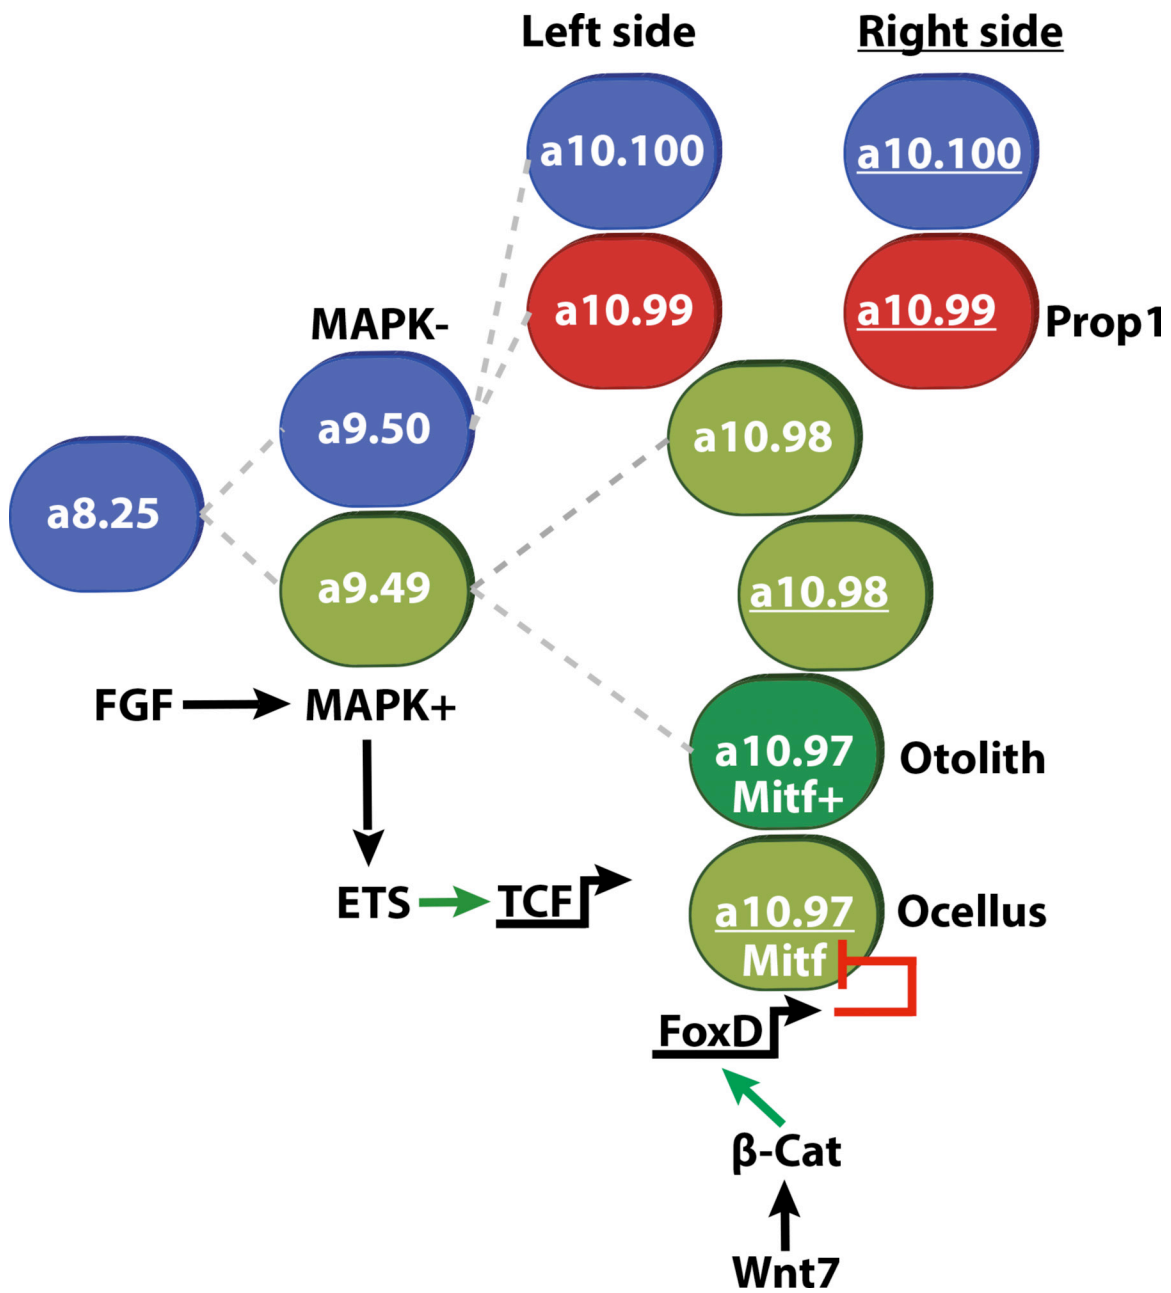 Left side
Right side
a10.100
a10.100
a10.99
a10.99
Prop1
MAPK-
a9.50
a10.98
a8.25
a9.49
a10.98
FGF
MAPK+
a10.97
Mitf+
Otolith
ETS
TCF
a10.97
Mitf
Ocellus
FoxD
β-Cat
Wnt7